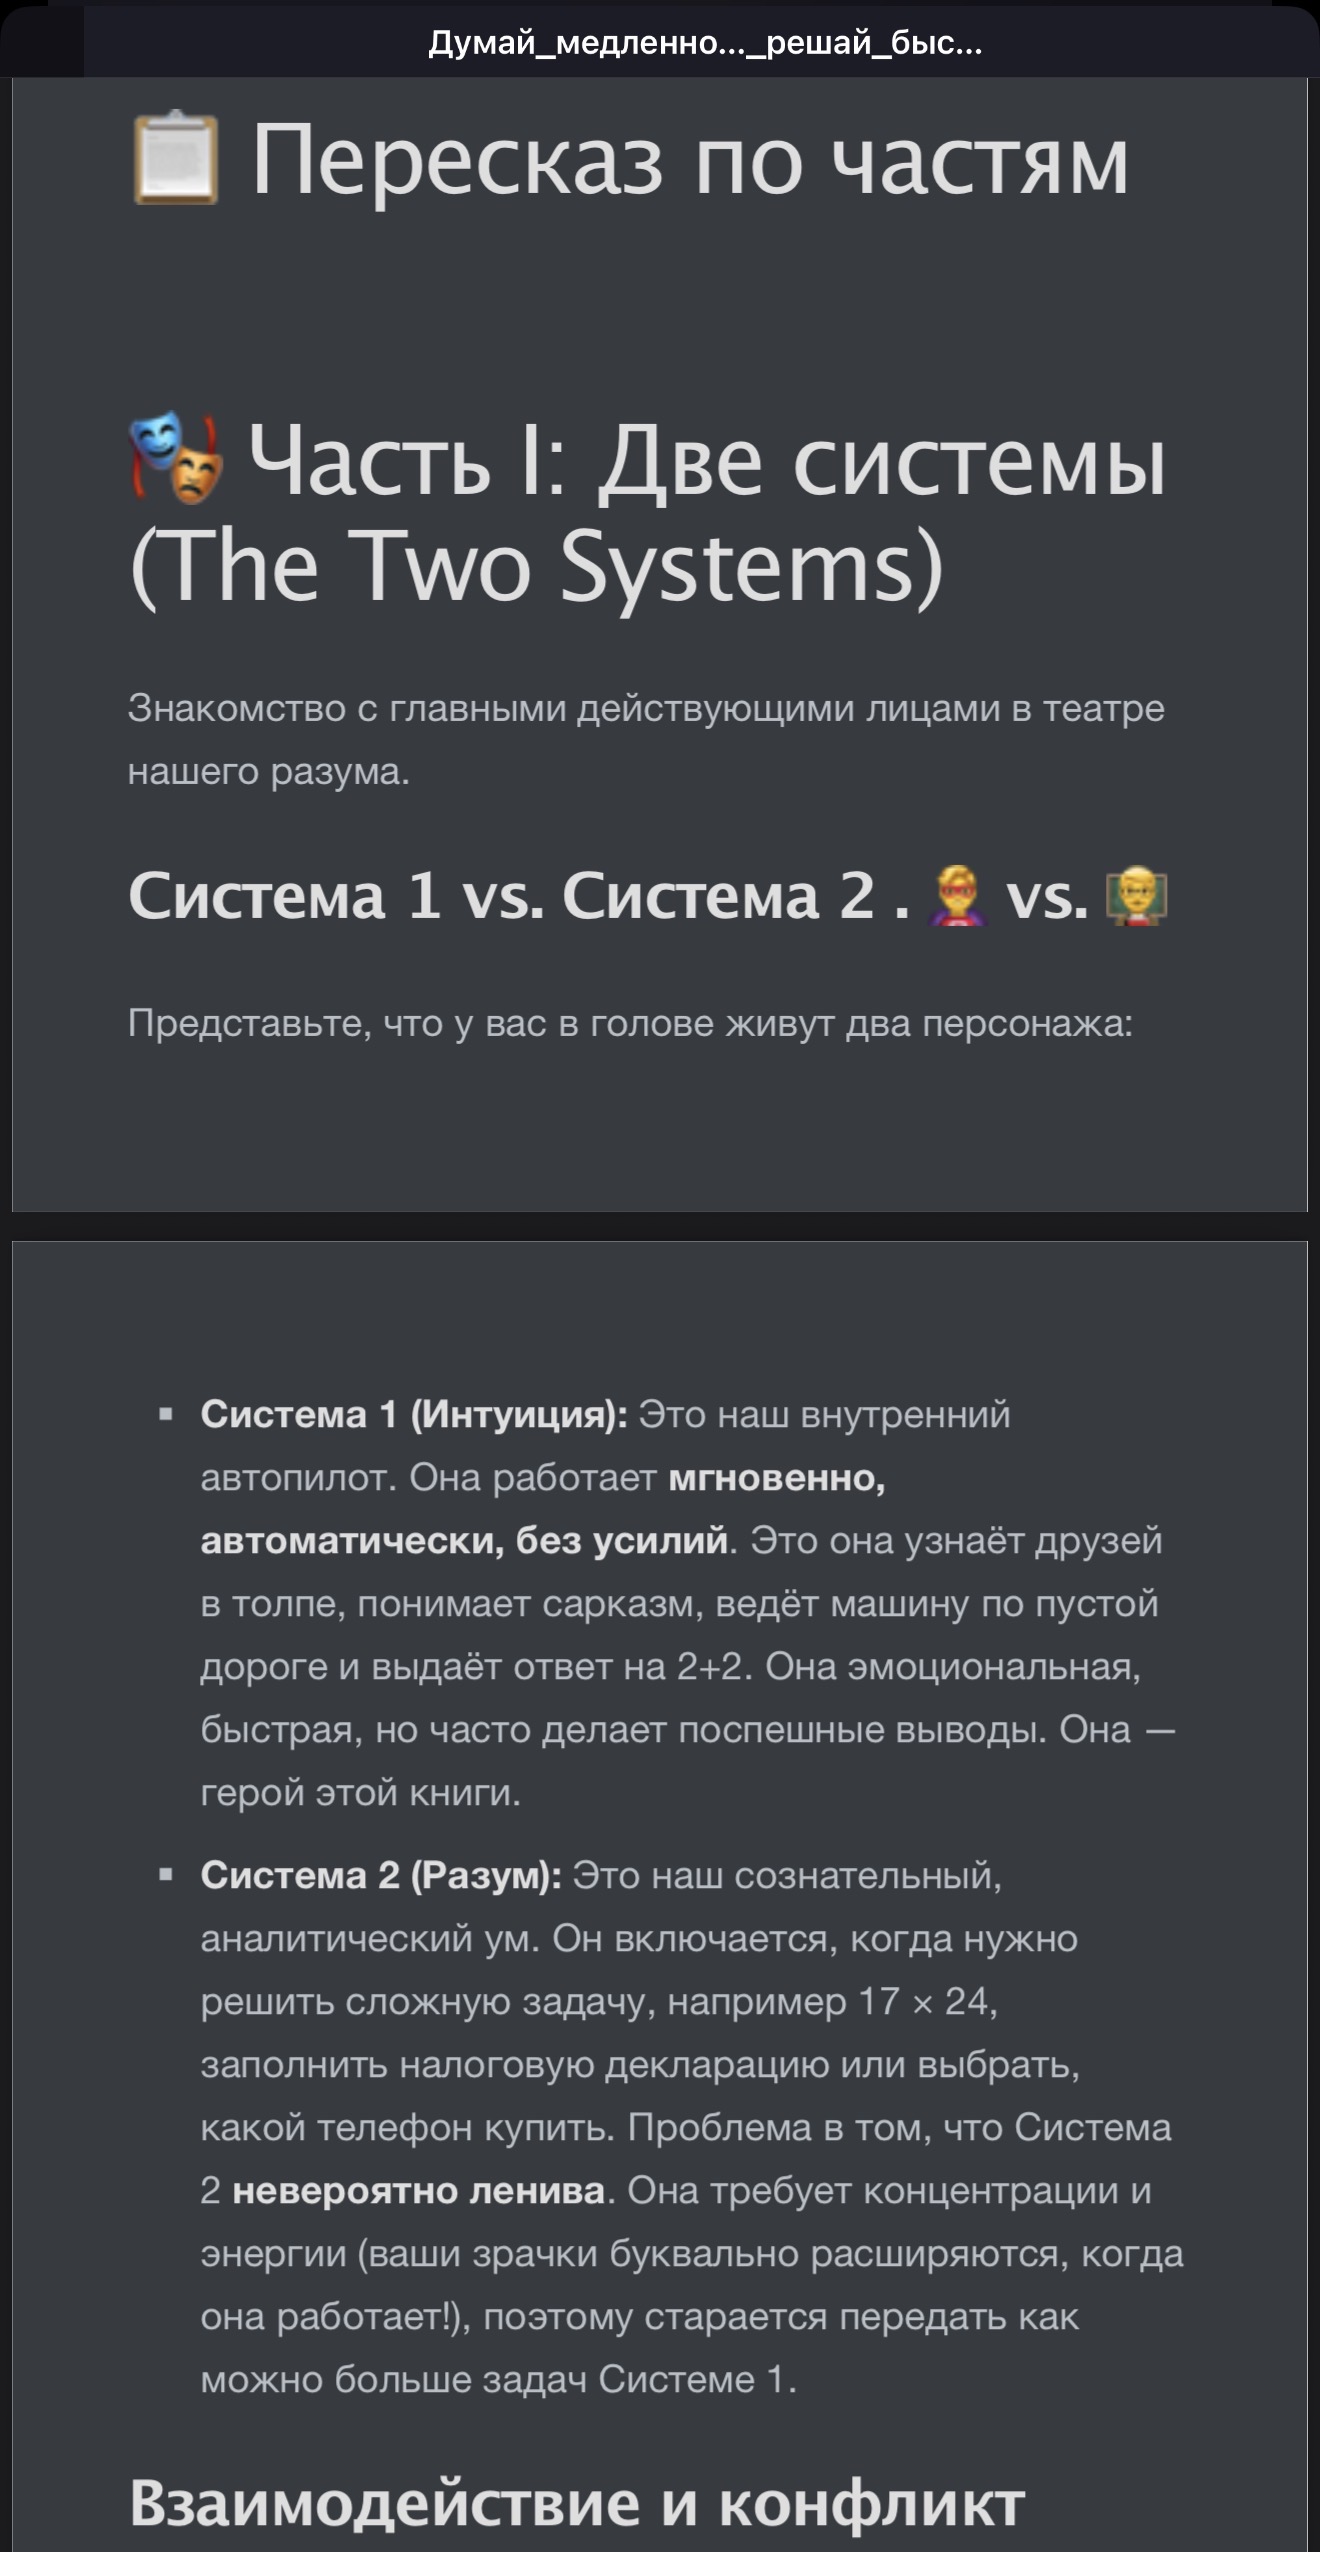 Думай_медленно..._решай_быс...
📋 Пересказ по частям
🎭 Часть I: Две системы
(The Two Systems)
Знакомство с главными действующими лицами в театре
нашего разума.
Система 1 vs. Система 2 . 🦸 vs. 🧑‍🏫
Представьте, что у вас в голове живут два персонажа:
▪ Система 1 (Интуиция): Это наш внутренний
автопилот. Она работает мгновенно,
автоматически, без усилий. Это она узнаёт друзей
в толпе, понимает сарказм, ведёт машину по пустой
дороге и выдаёт ответ на 2+2. Она эмоциональная,
быстрая, но часто делает поспешные выводы. Она —
герой этой книги.
▪ Система 2 (Разум): Это наш сознательный,
аналитический ум. Он включается, когда нужно
решить сложную задачу, например 17 × 24,
заполнить налоговую декларацию или выбрать,
какой телефон купить. Проблема в том, что Система
2 невероятно ленива. Она требует концентрации и
энергии (ваши зрачки буквально расширяются, когда
она работает!), поэтому старается передать как
можно больше задач Системе 1.
Взаимодействие и конфликт